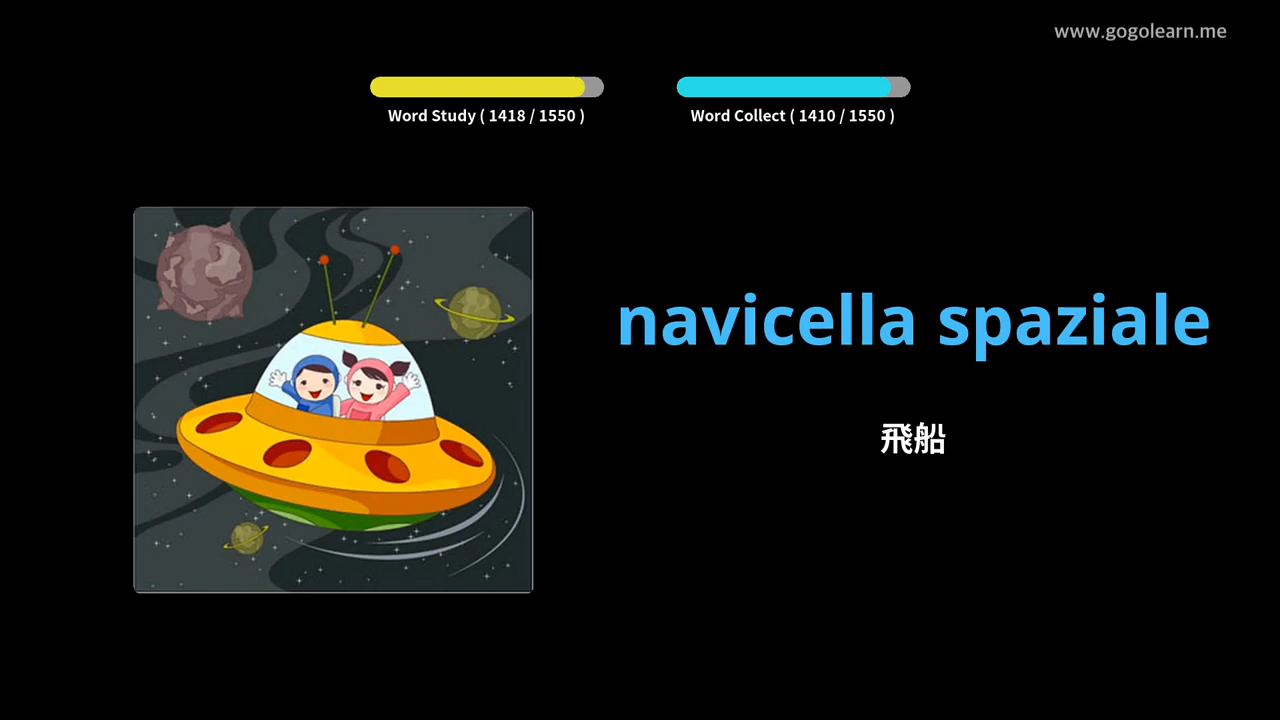 www.gogolearn.me
Word Study ( 1418 / 1550 )
Word Collect ( 1410 / 1550 )
navicella spaziale
飛船